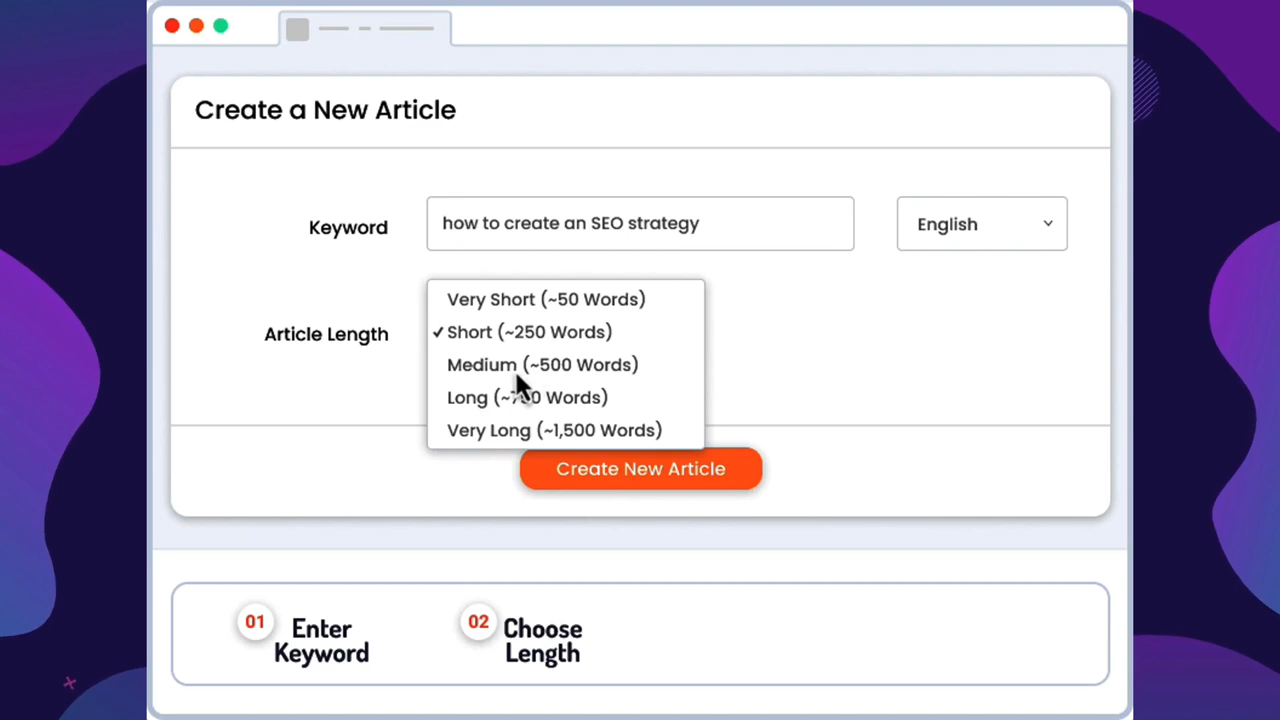 Create a New Article
Keyword
how to create an SEO strategy
English
Article Length
Very Short (~50 Words)
✓ Short (~250 Words)
Medium (~500 Words)
Long (~750 Words)
Very Long (~1,500 Words)
Create New Article
01
Enter
Keyword
02
Choose
Length